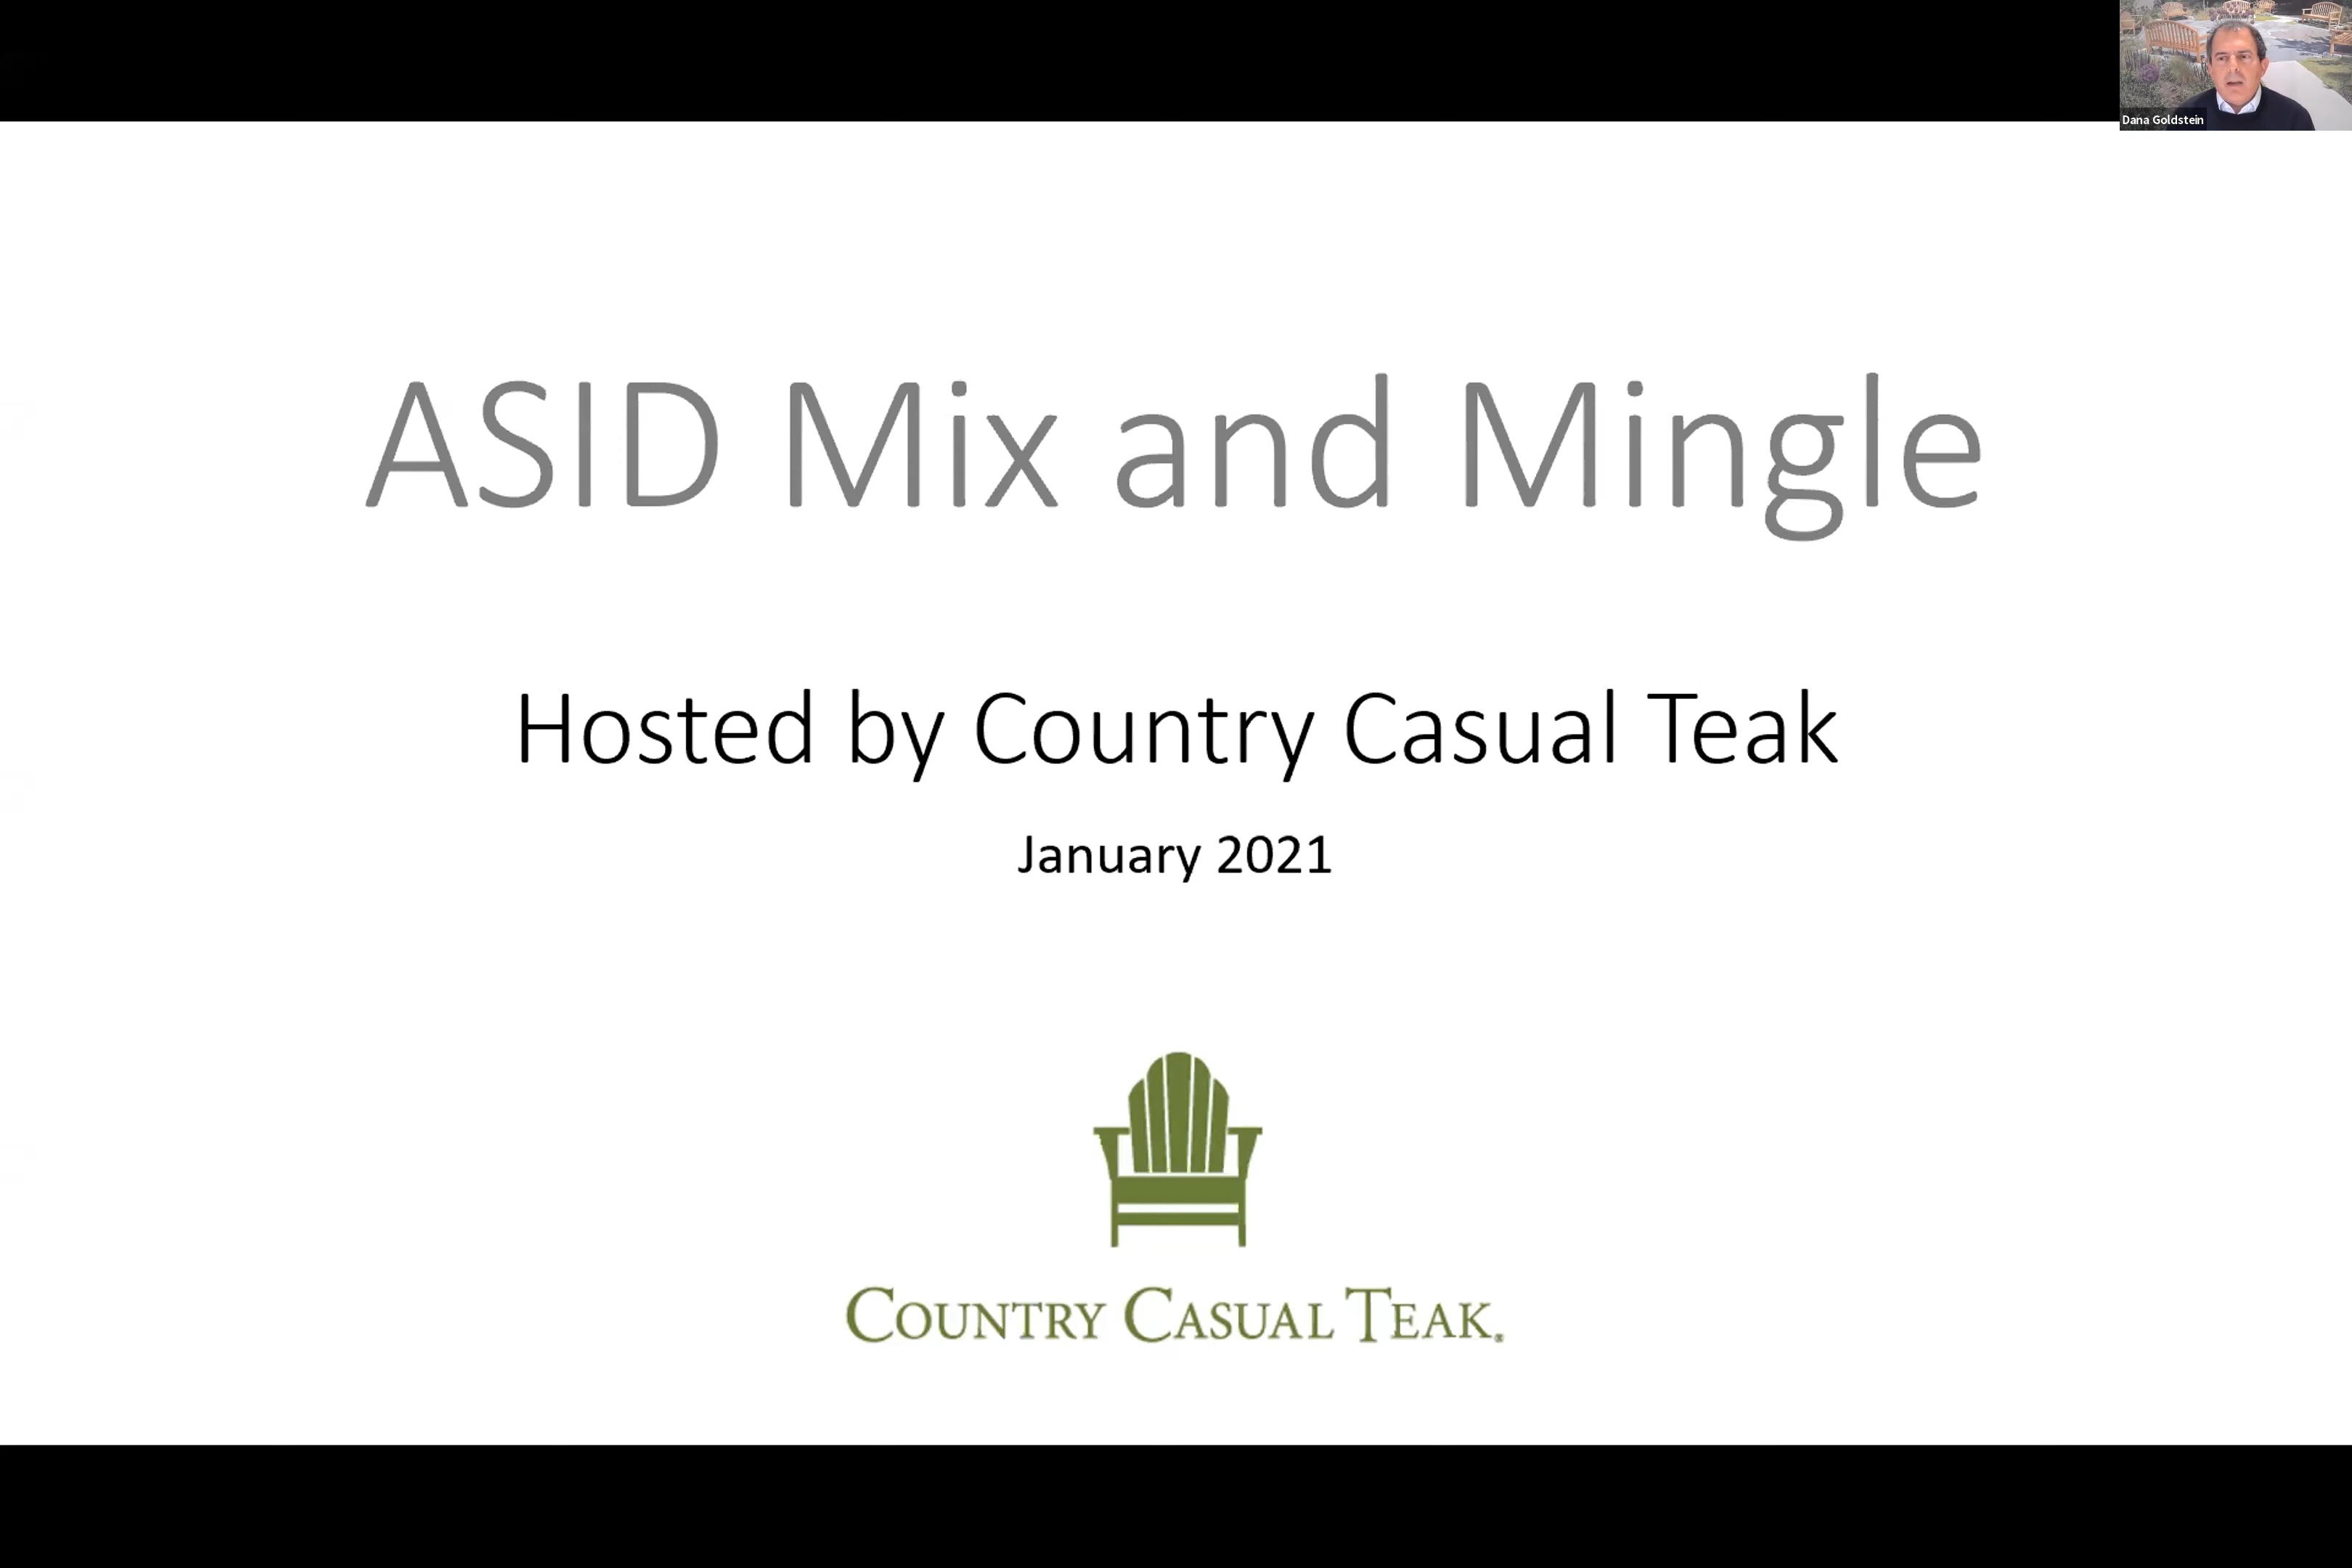 Dana Goldstein
ASID Mix and Mingle
Hosted by Country Casual Teak
January 2021
COUNTRY CASUAL TEAK®